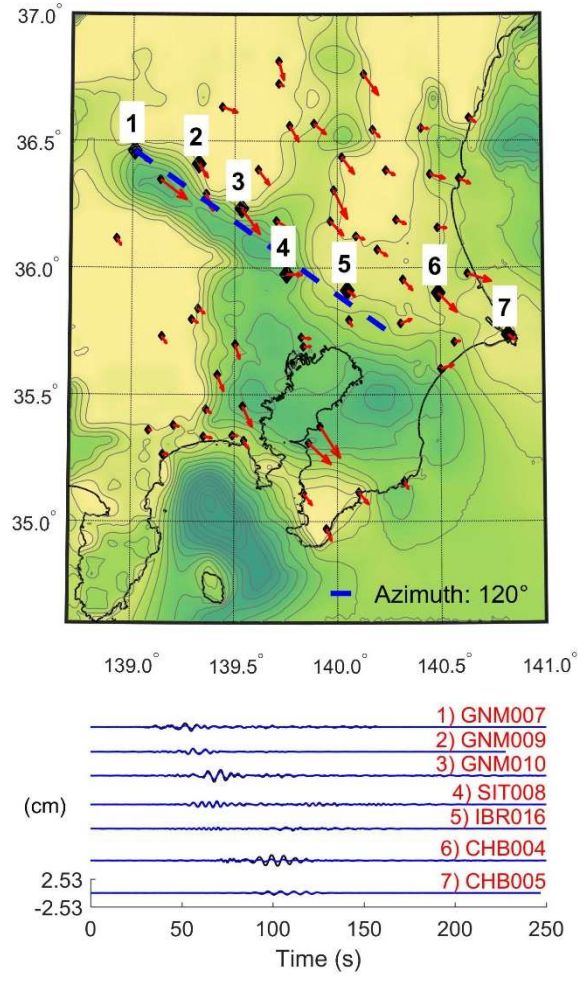 37.0°
36.5°
36.0°
35.5°
35.0°
1
2
3
4
5
6
7
Azimuth: 120°
139.0° 139.5° 140.0° 140.5° 141.0°
1) GNM007
2) GNM009
3) GNM010
4) SIT008
5) IBR016
6) CHB004
7) CHB005
(cm)
2.53
-2.53
0 50 100 150 200 250
Time (s)